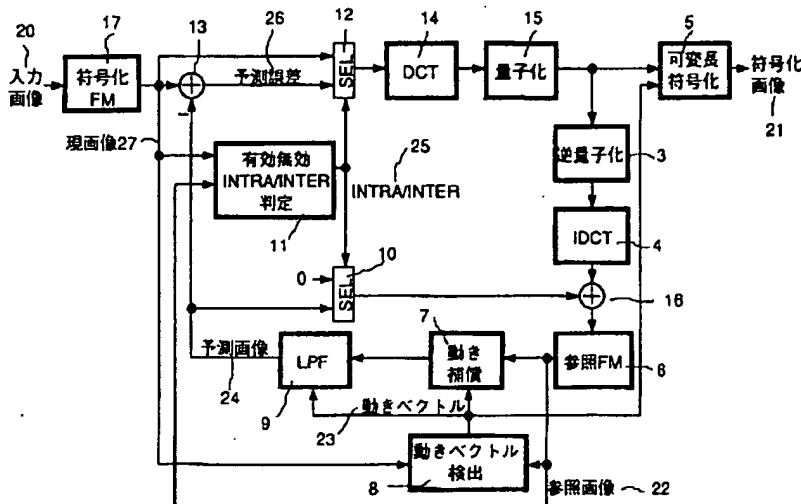 20
入力
画像
17
符号化
FM
13
26
予測誤差
12
SEL
14
DCT
15
量子化
5
可変長
符号化
符号化
画像
21
現画像27
有効無効
INTRA/INTER
判定
11
25
INTRA/INTER
逆量子化
3
IDCT
4
0
10
SEL
16
予測画像
24
LPF
9
7
動き
補償
参照FM
6
23
動きベクトル
動きベクトル
検出
8
参照画像
22